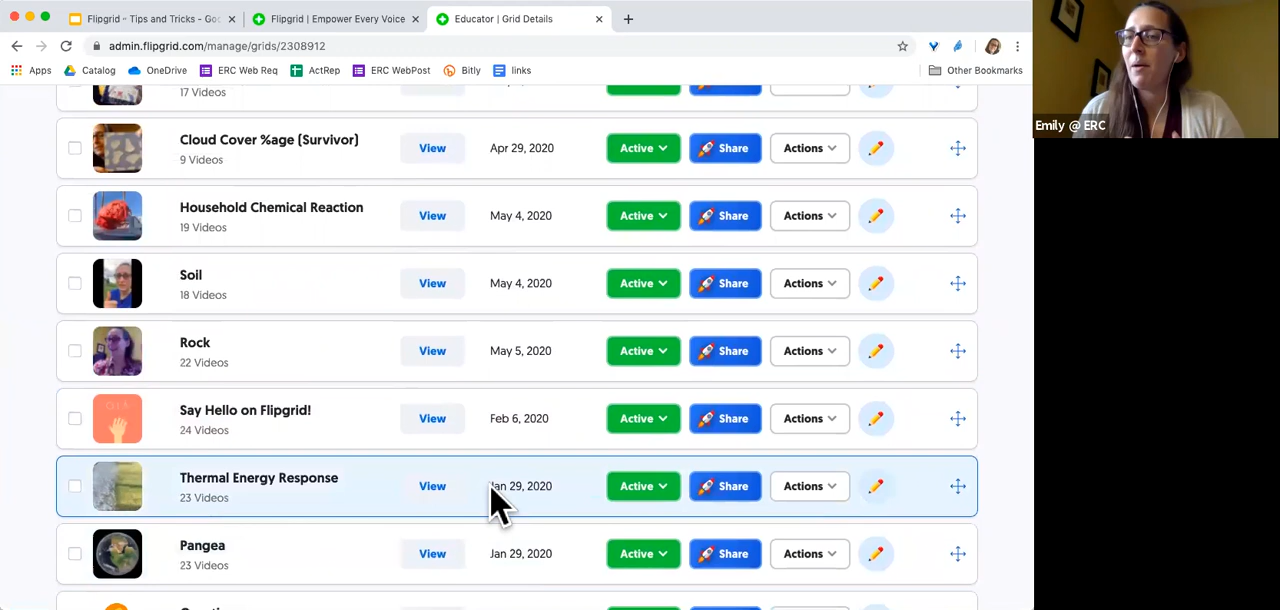 Flipgrid - Tips and Tricks - Goo
Flipgrid | Empower Every Voice
Educator | Grid Details
admin.flipgrid.com/manage/grids/2308912
Apps
Catalog
OneDrive
ERC Web Req
ActRep
ERC WebPost
Bitly
links
Other Bookmarks
17 Videos
Cloud Cover %age (Survivor)
9 Videos
View
Apr 29, 2020
Active
Share
Actions
Household Chemical Reaction
19 Videos
View
May 4, 2020
Active
Share
Actions
Soil
18 Videos
View
May 4, 2020
Active
Share
Actions
Rock
22 Videos
View
May 5, 2020
Active
Share
Actions
Say Hello on Flipgrid!
24 Videos
View
Feb 6, 2020
Active
Share
Actions
Thermal Energy Response
23 Videos
View
Jan 29, 2020
Active
Share
Actions
Pangea
23 Videos
View
Jan 29, 2020
Active
Share
Actions
Emily @ ERC